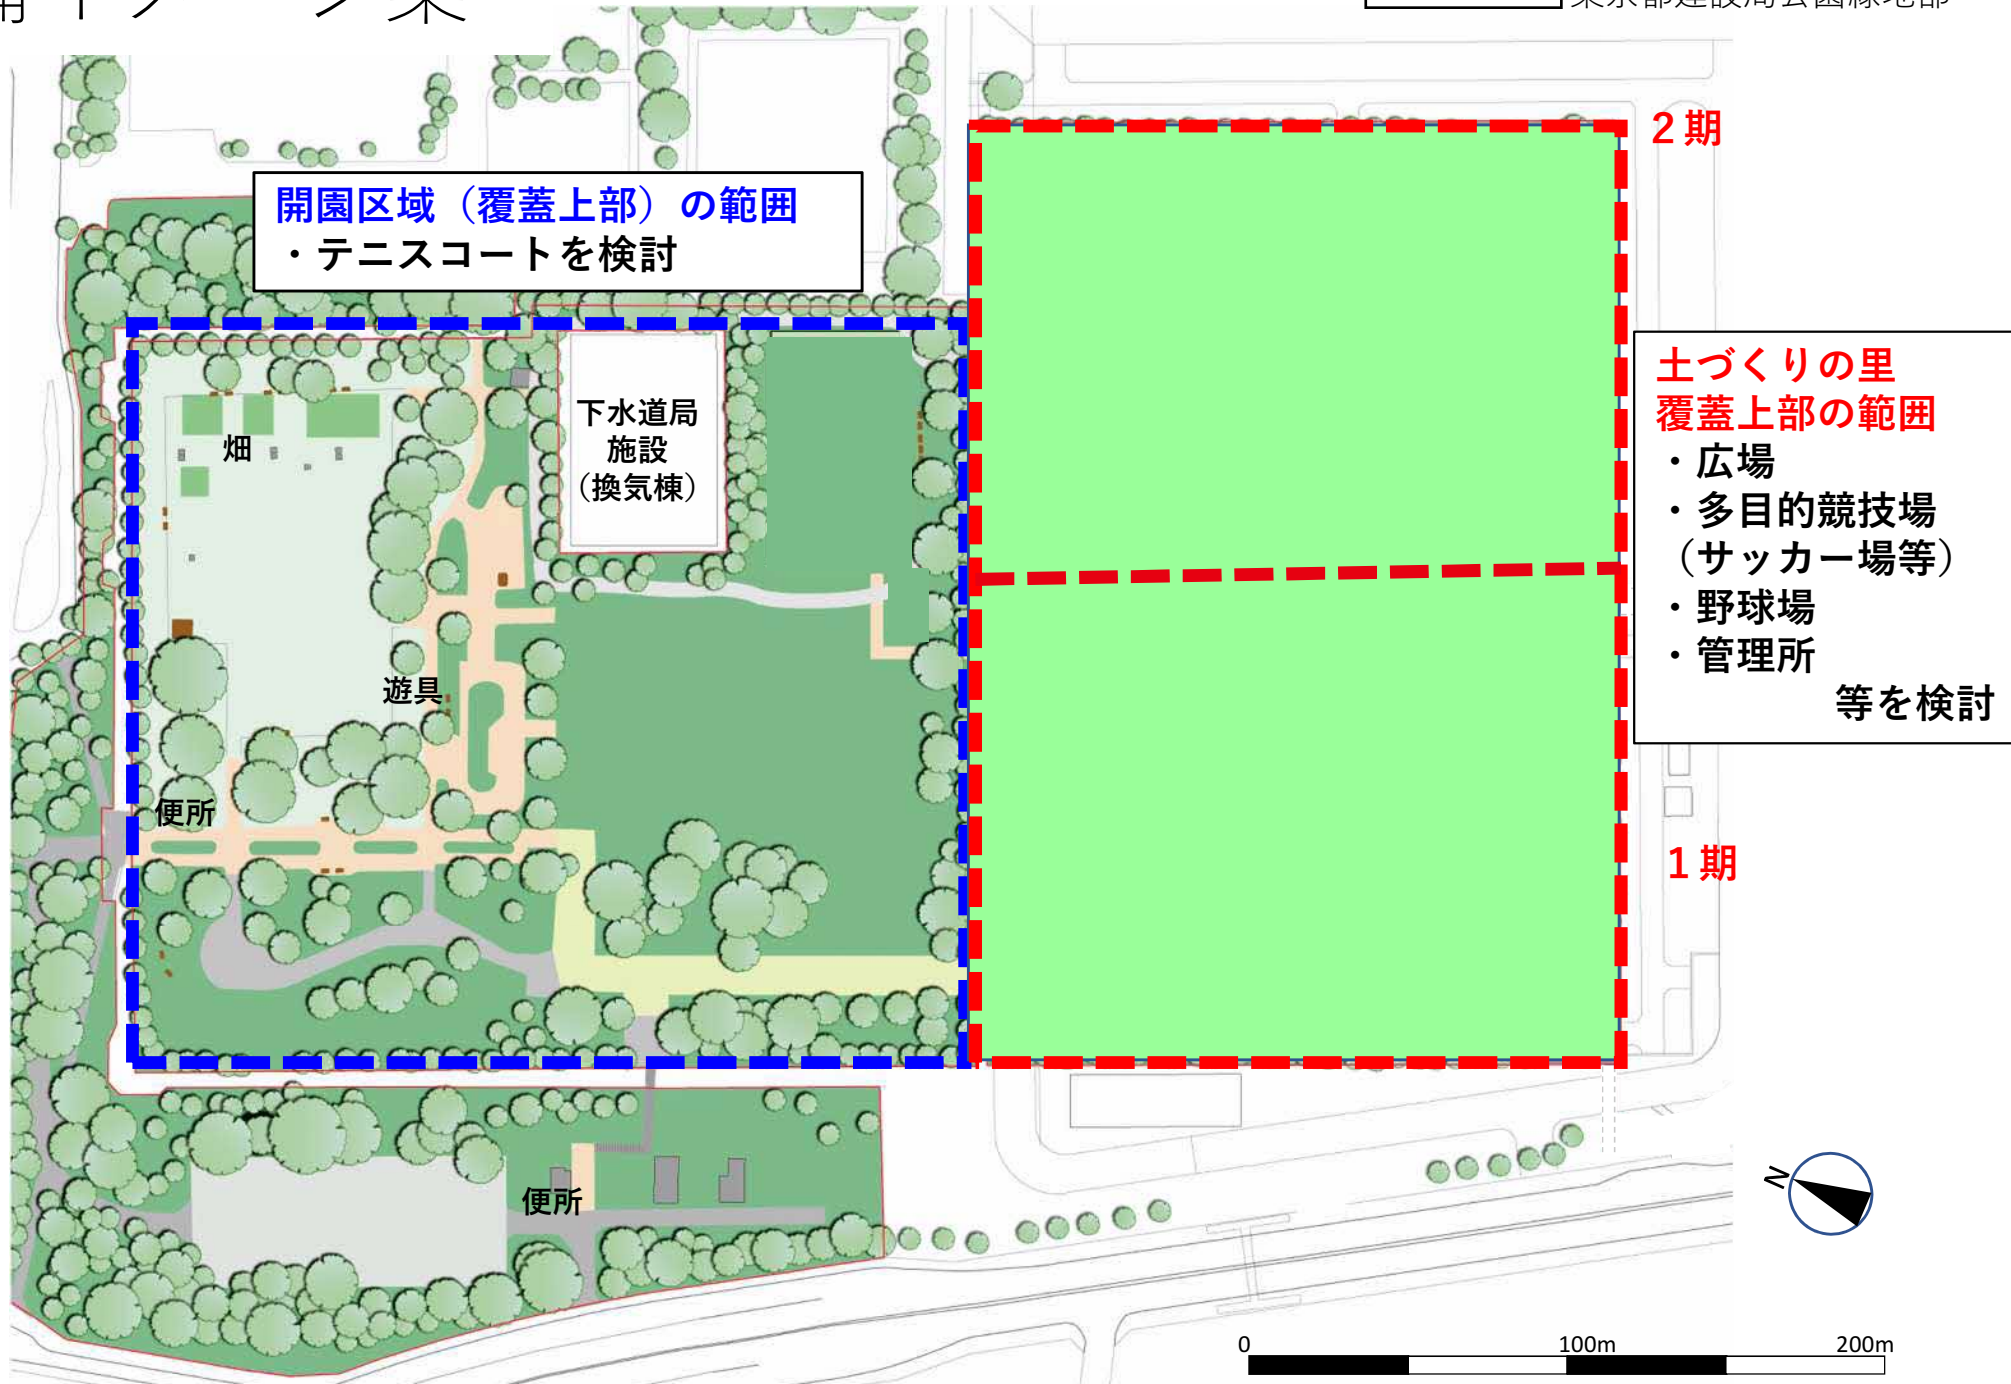 2期
開園区域（覆蓋上部）の範囲
・テニスコートを検討
土づくりの里
覆蓋上部の範囲
・広場
・多目的競技場
（サッカー場等）
・野球場
・管理所
等を検討
下水道局
施設
（換気棟）
畑
遊具
便所
1期
便所
N
0 100m 200m